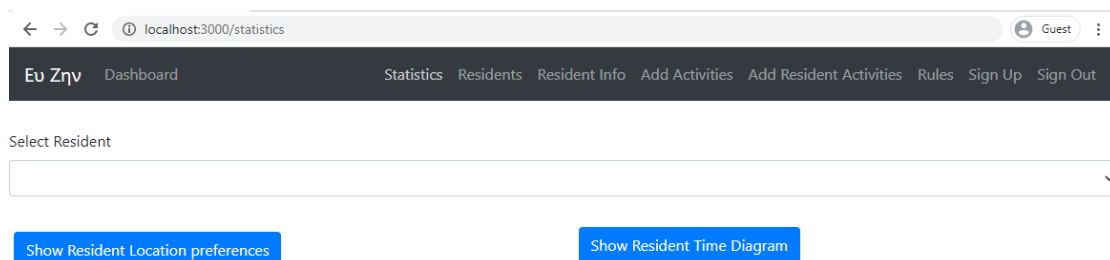 localhost:3000/statistics Guest
Ευ Ζην Dashboard Statistics Residents Resident Info Add Activities Add Resident Activities Rules Sign Up Sign Out
Select Resident
Show Resident Location preferences Show Resident Time Diagram